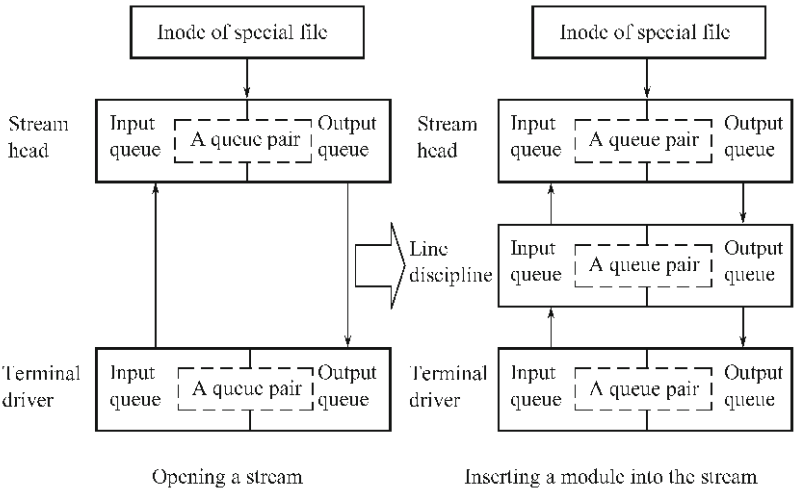 Inode of special file
Stream
head
Input
queue
A queue pair
Output
queue
Terminal
driver
Input
queue
A queue pair
Output
queue
Opening a stream
Inode of special file
Stream
head
Input
queue
A queue pair
Output
queue
Line
discipline
Input
queue
A queue pair
Output
queue
Terminal
driver
Input
queue
A queue pair
Output
queue
Inserting a module into the stream